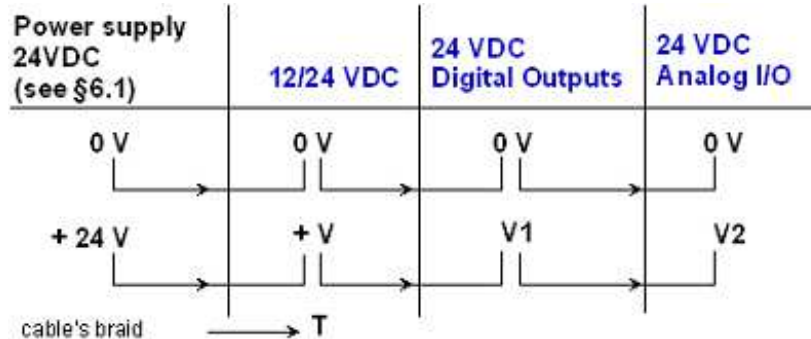 Power supply
24VDC
(see §6.1)
12/24 VDC
24 VDC
Digital Outputs
24 VDC
Analog I/O
0 V 0 V 0 V 0 V
+ 24 V + V V1 V2
cable's braid T